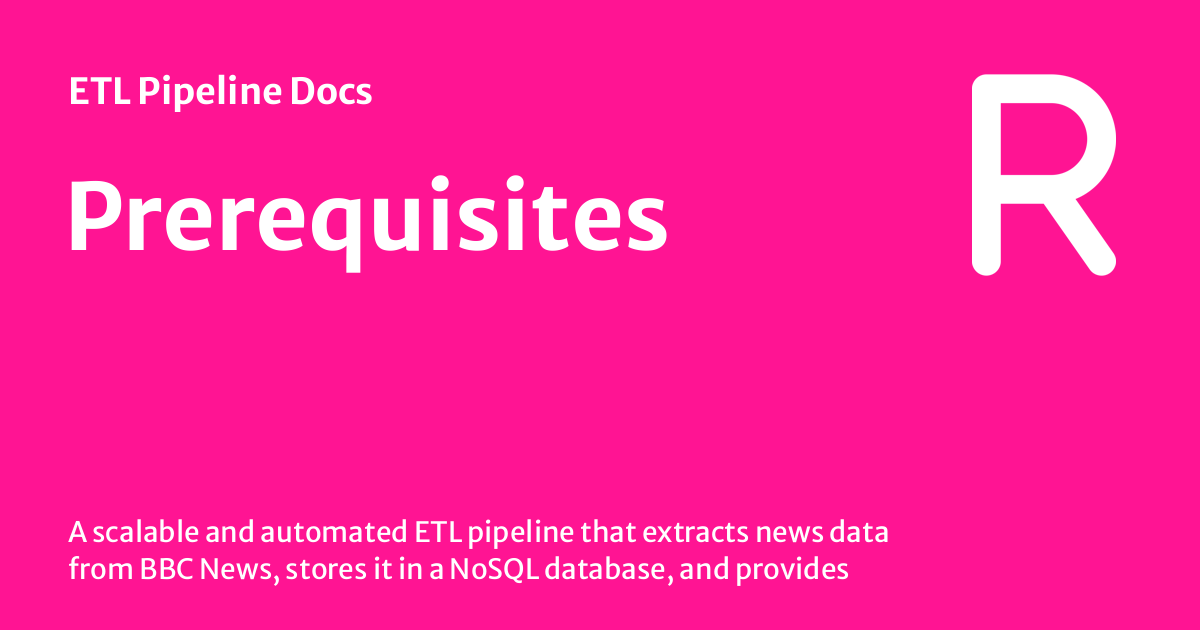 ETL Pipeline Docs
R
Prerequisites
A scalable and automated ETL pipeline that extracts news data
from BBC News, stores it in a NoSQL database, and provides